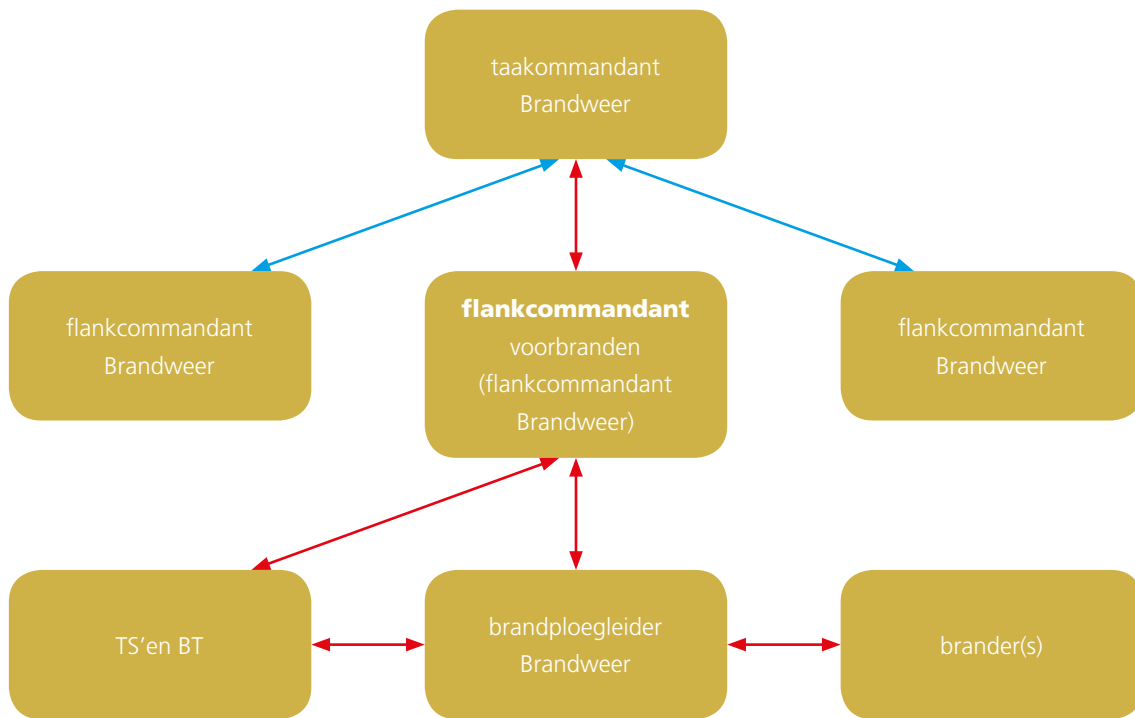 taakommandant
Brandweer
flankcommandant
Brandweer
flankcommandant
voorbranden
(flankcommandant
Brandweer)
flankcommandant
Brandweer
TS'en BT
brandploegleider
Brandweer
brander(s)